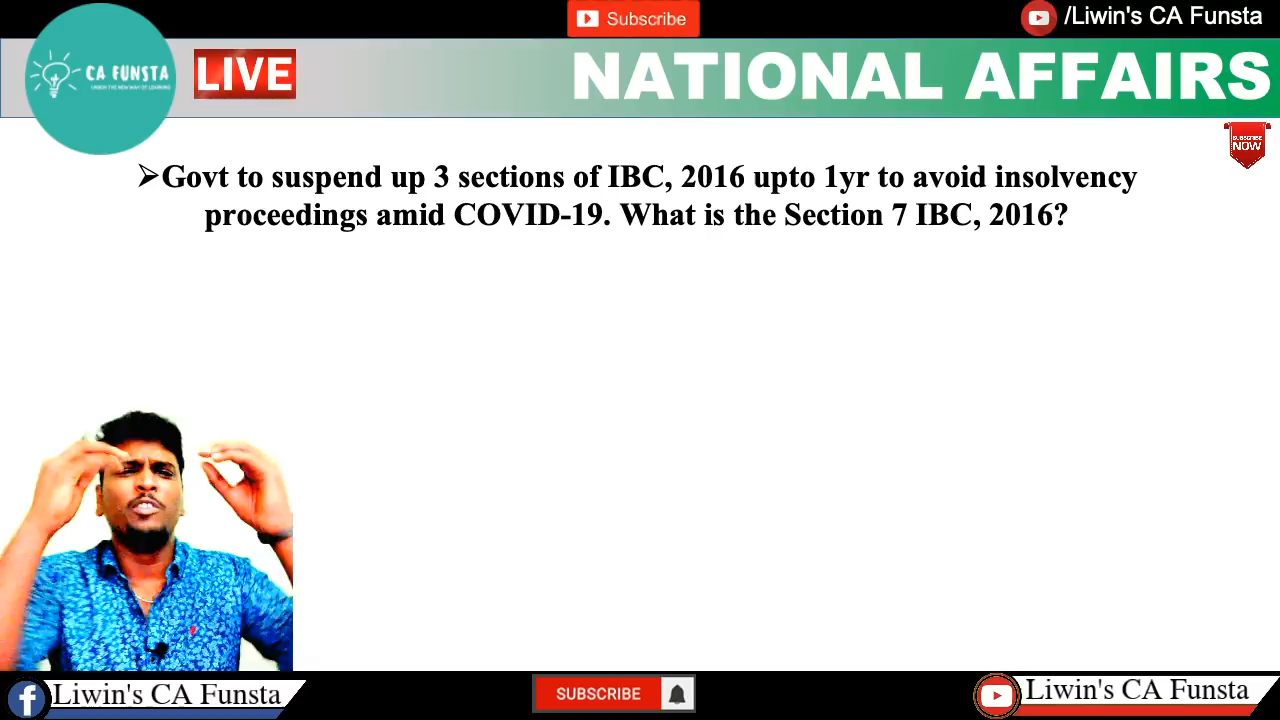 Subscribe
/Liwin's CA Funsta
CA FUNSTA
LIVE
NATIONAL AFFAIRS
SUBSCRIBE
NOW
➢Govt to suspend up 3 sections of IBC, 2016 upto 1yr to avoid insolvency
proceedings amid COVID-19. What is the Section 7 IBC, 2016?
Liwin's CA Funsta
SUBSCRIBE
Liwin's CA Funsta